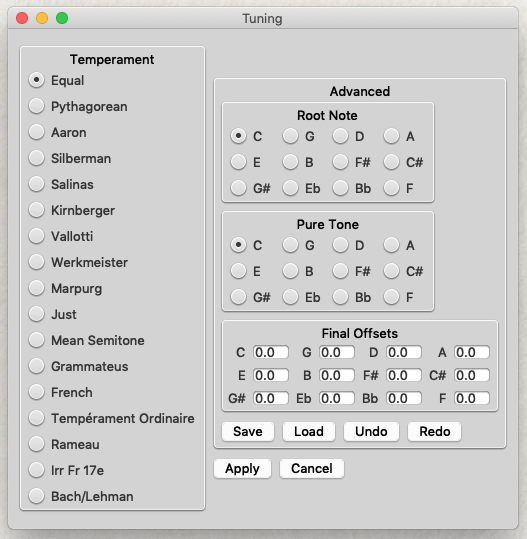 Tuning
Temperament
Equal
Pythagorean
Aaron
Silberman
Salinas
Kirnberger
Vallotti
Werkmeister
Marpurg
Just
Mean Semitone
Grammateus
French
Tempérament Ordinaire
Rameau
Irr Fr 17e
Bach/Lehman
Advanced
Root Note
C G D A
E B F# C#
G# Eb Bb F
Pure Tone
C G D A
E B F# C#
G# Eb Bb F
Final Offsets
C 0.0 G 0.0 D 0.0 A 0.0
E 0.0 B 0.0 F# 0.0 C# 0.0
G# 0.0 Eb 0.0 Bb 0.0 F 0.0
Save Load Undo Redo
Apply Cancel